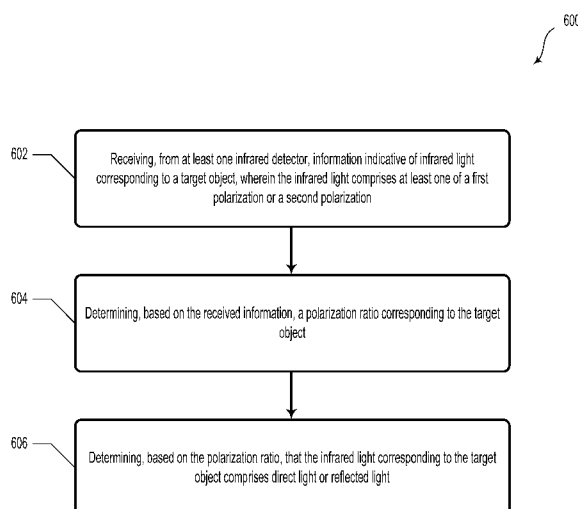 600
602
Receiving, from at least one infrared detector, information indicative of infrared light
corresponding to a target object, wherein the infrared light comprises at least one of a first
polarization or a second polarization
604
Determining, based on the received information, a polarization ratio corresponding to the target
object
606
Determining, based on the polarization ratio, that the infrared light corresponding to the target
object comprises direct light or reflected light